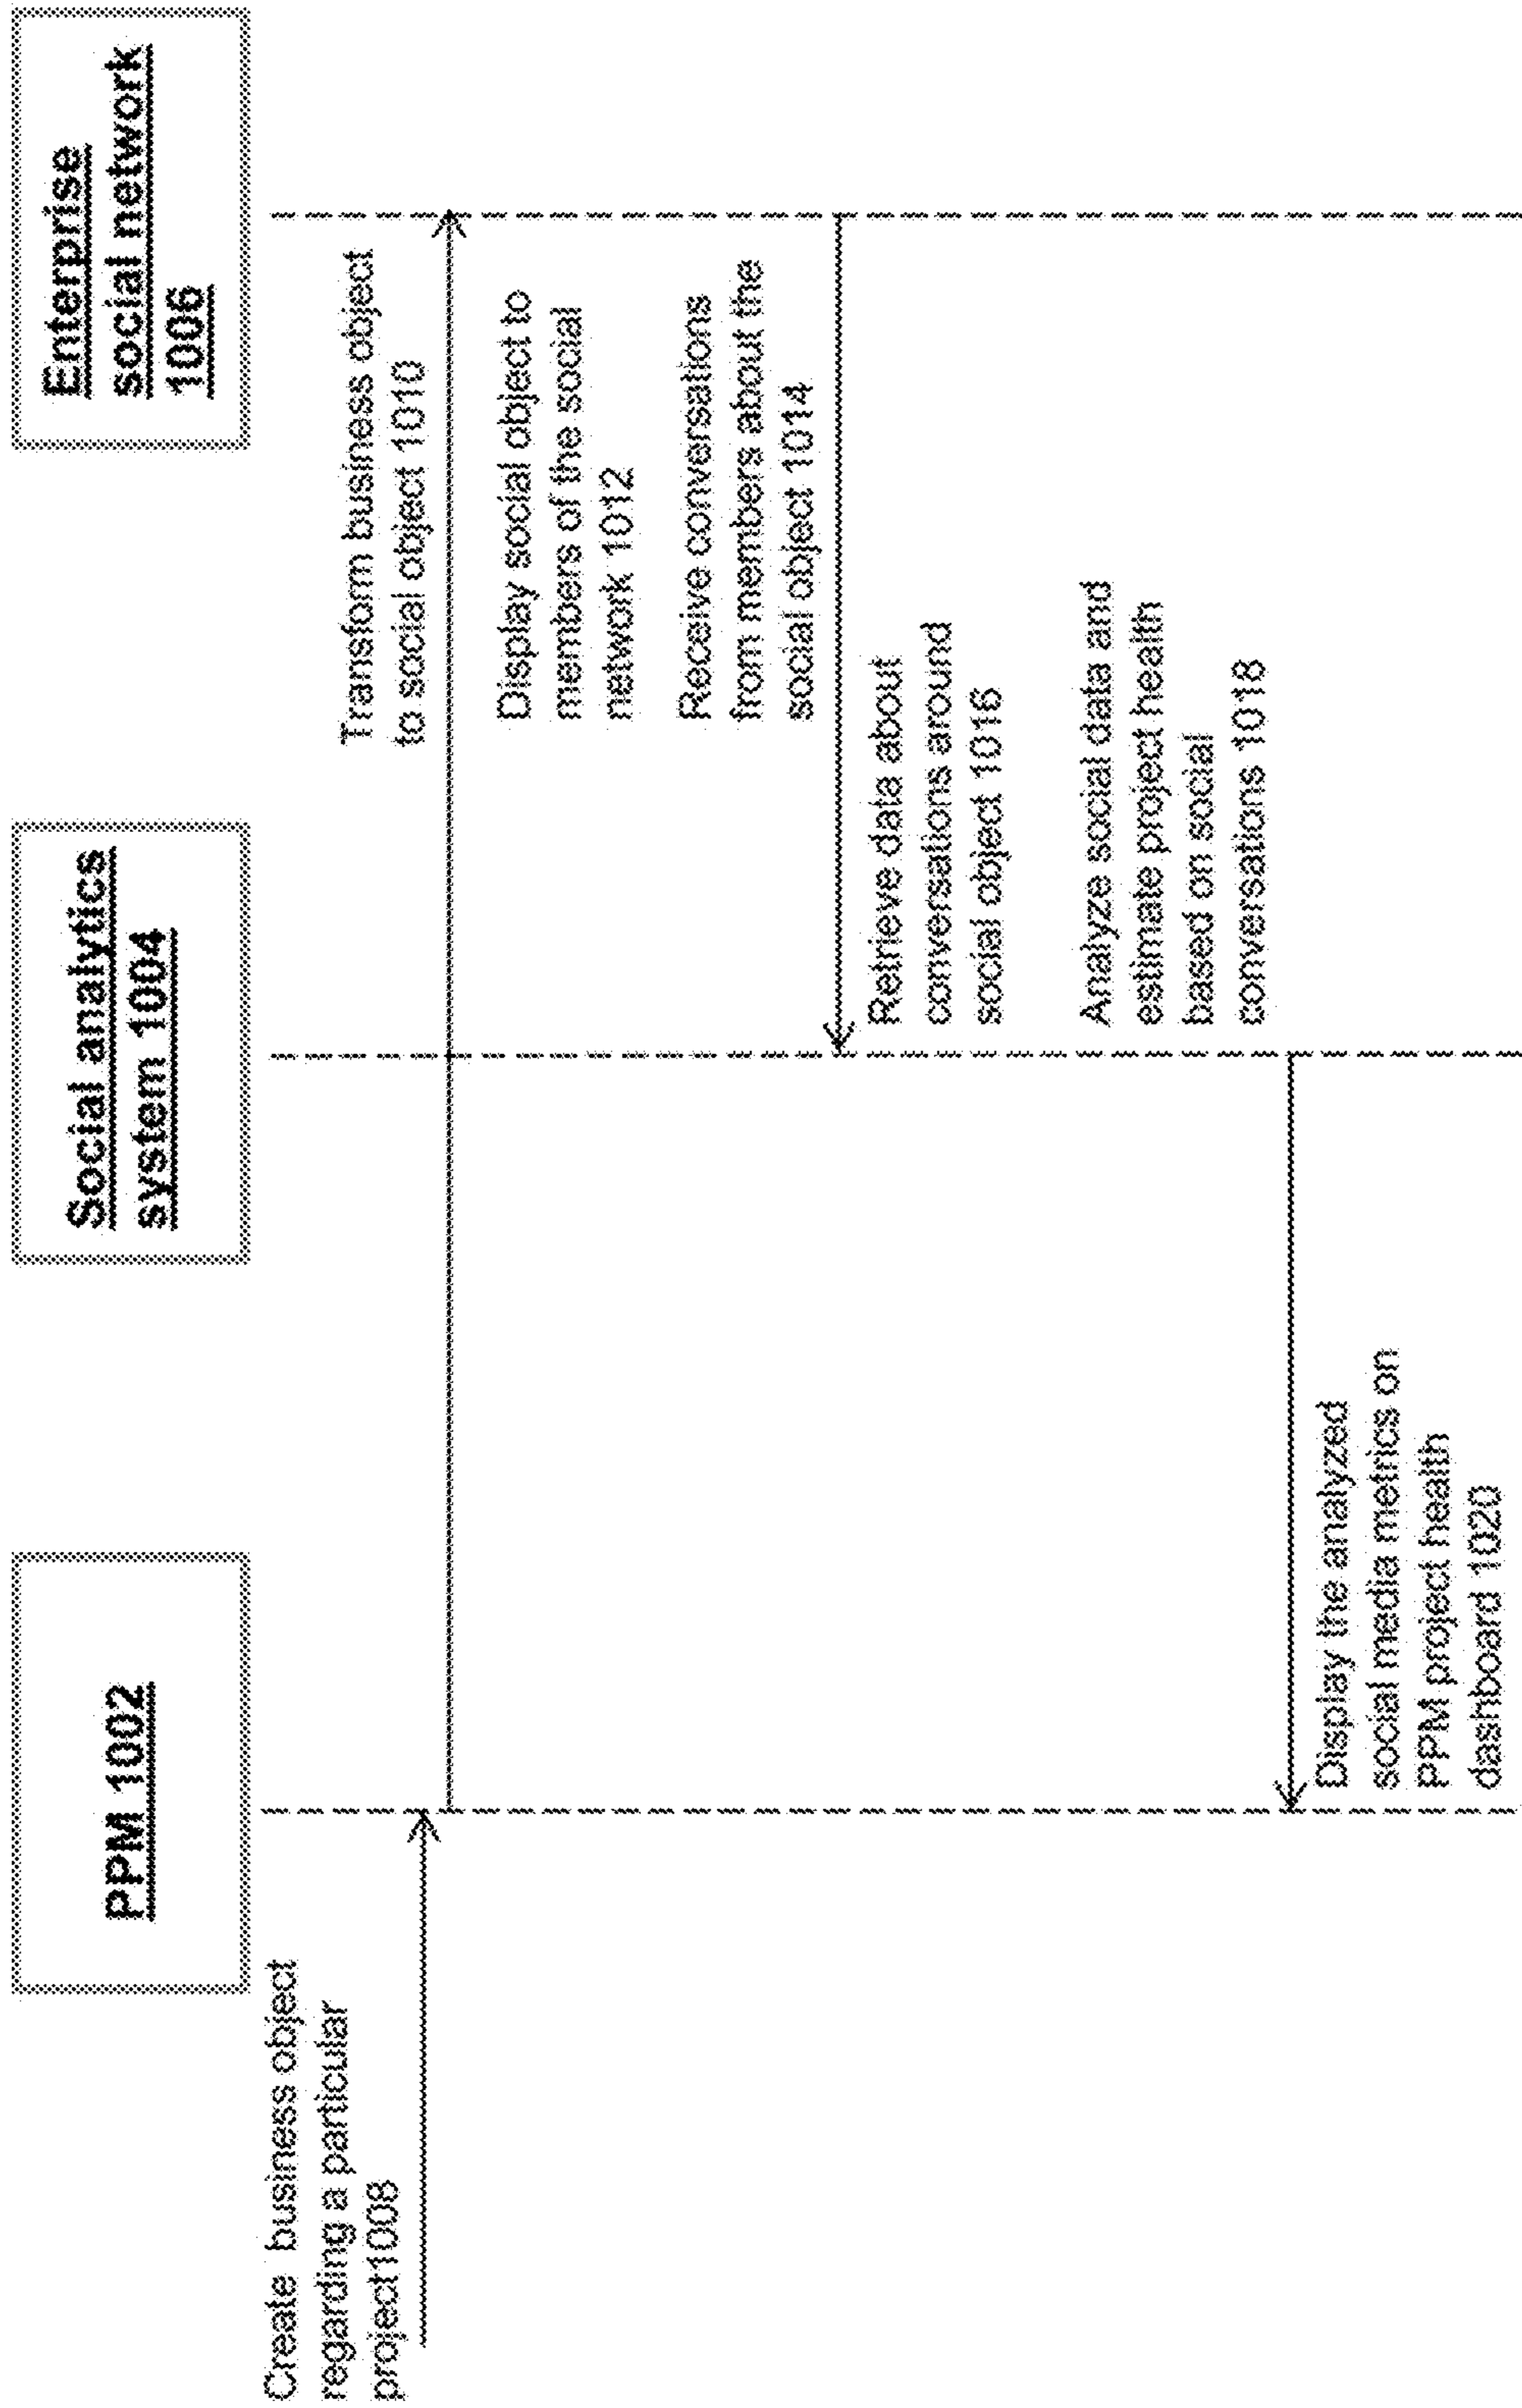 PPM 1002
Social analytics
system 1004
Enterprise
social network
1006
Create business object
regarding a particular
project1008
Transform business object
to social object 1010
Display social object to
members of the social
network 1012
Receive conversations
from members about the
social object 1014
Retrieve data about
conversations around
social object 1016
Analyze social data and
estimate project health
based on social
conversations 1018
Display the analyzed
social media metrics on
PPM project health
dashboard 1020